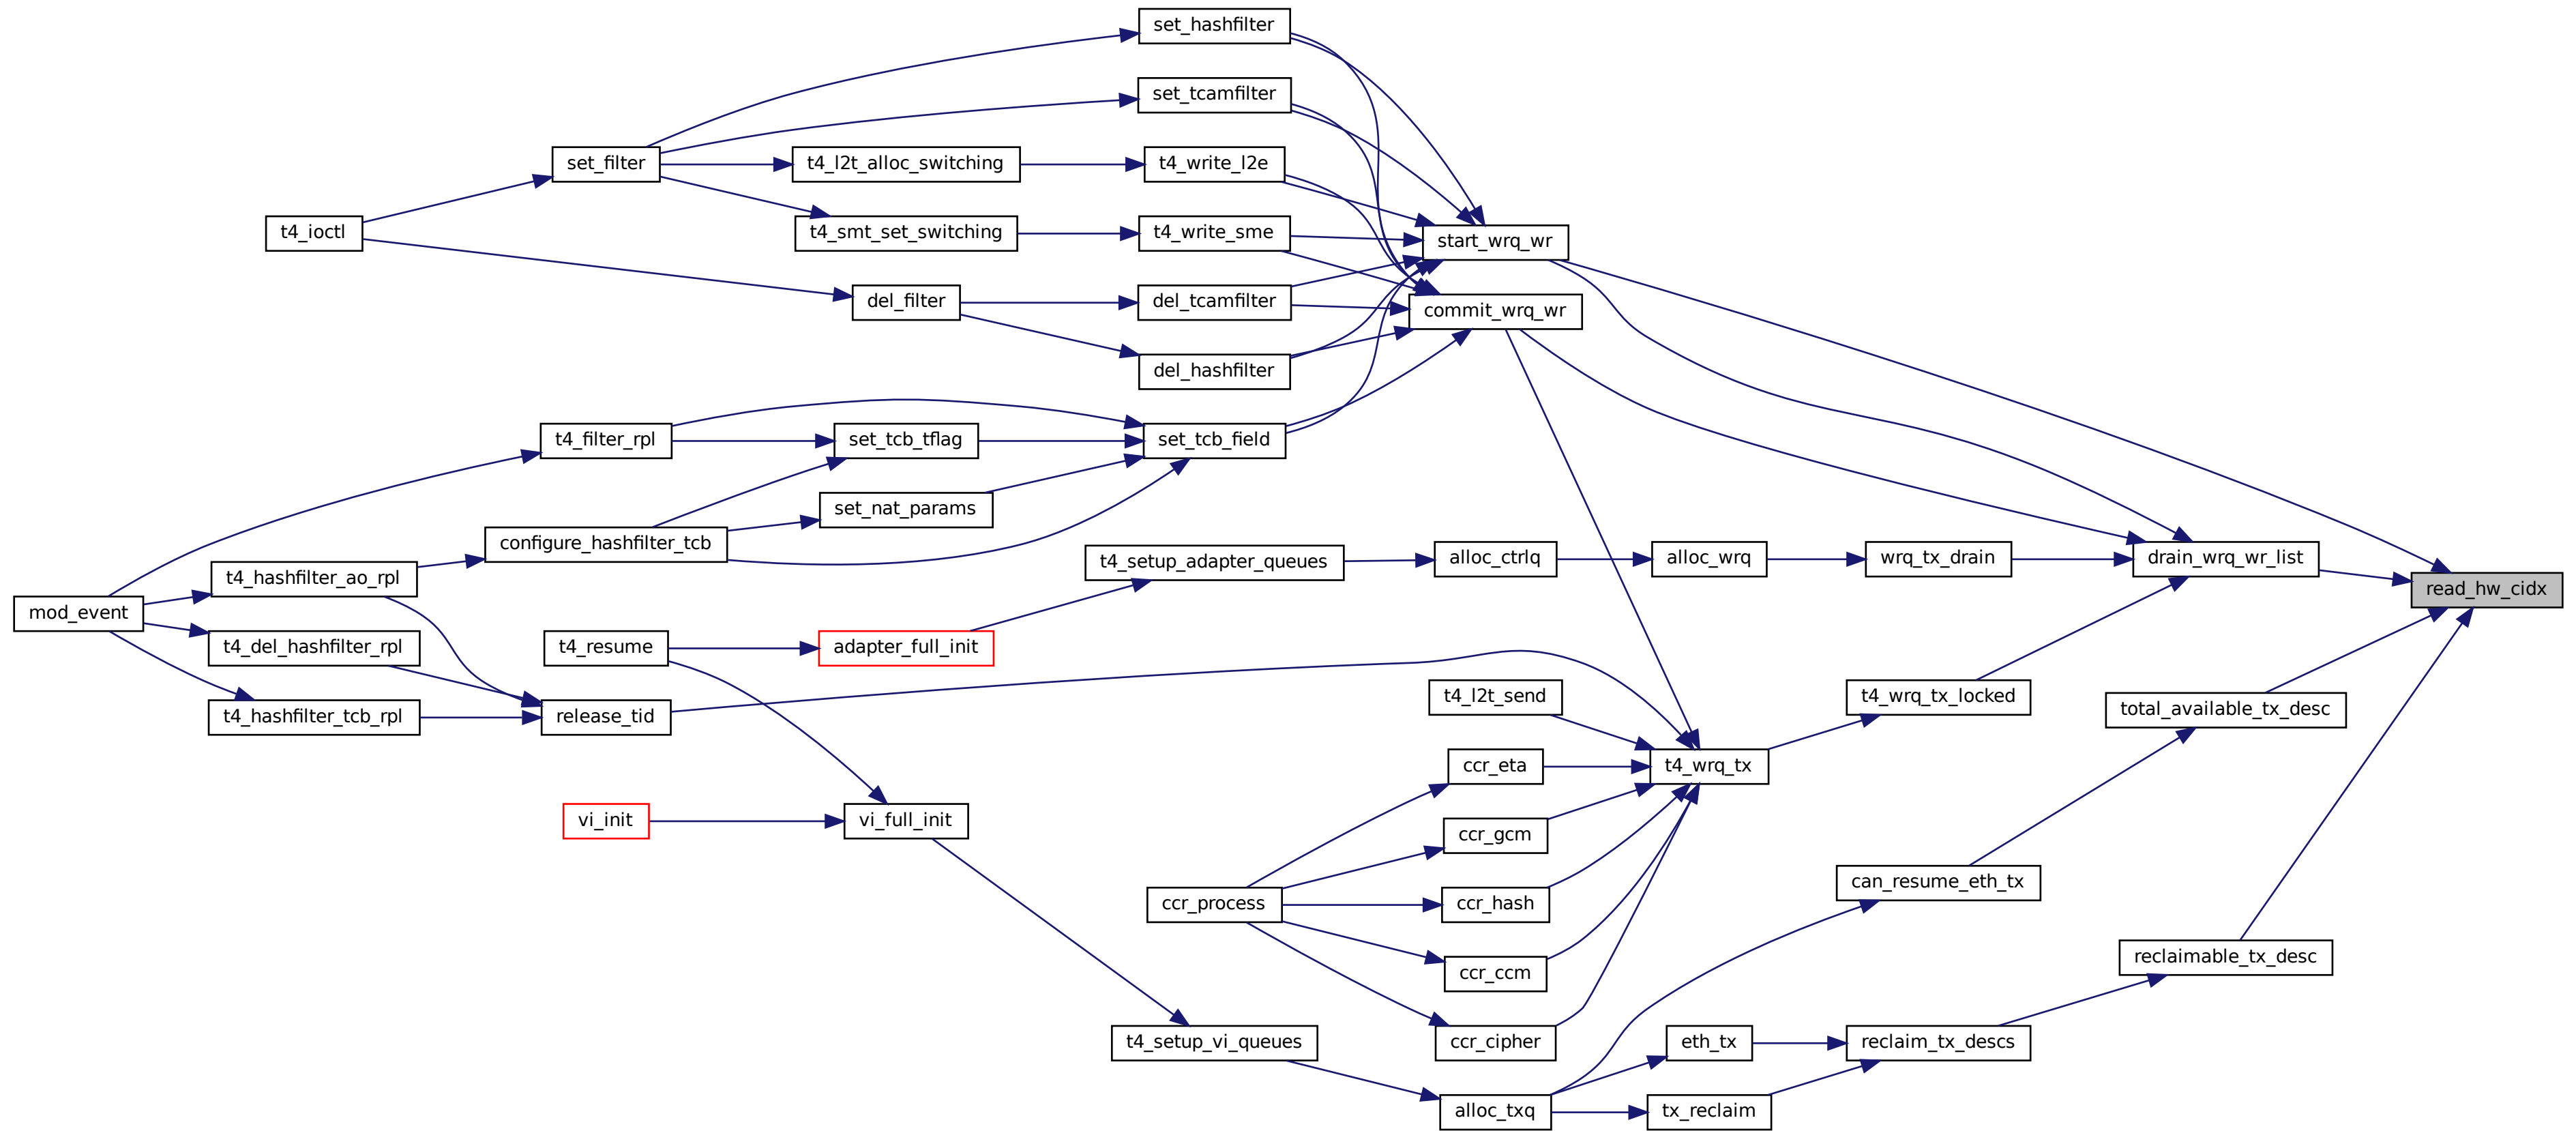 set_hashfilter
set_tcamfilter
set_filter
t4_l2t_alloc_switching
t4_write_l2e
t4_ioctl
t4_smt_set_switching
t4_write_sme
start_wrq_wr
del_filter
del_tcamfilter
commit_wrq_wr
del_hashfilter
t4_filter_rpl
set_tcb_tflag
set_tcb_field
set_nat_params
configure_hashfilter_tcb
t4_setup_adapter_queues
alloc_ctrlq
alloc_wrq
wrq_tx_drain
drain_wrq_wr_list
t4_hashfilter_ao_rpl
read_hw_cidx
mod_event
t4_del_hashfilter_rpl
t4_resume
adapter_full_init
t4_l2t_send
t4_wrq_tx_locked
total_available_tx_desc
t4_hashfilter_tcb_rpl
release_tid
ccr_eta
t4_wrq_tx
vi_init
vi_full_init
ccr_gcm
can_resume_eth_tx
ccr_process
ccr_hash
reclaimable_tx_desc
ccr_ccm
t4_setup_vi_queues
ccr_cipher
eth_tx
reclaim_tx_descs
alloc_txq
tx_reclaim